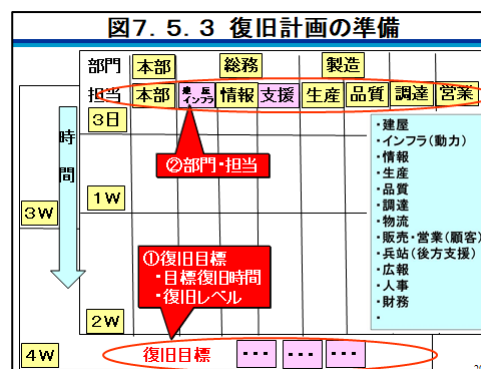 図7．5．3 復旧計画の準備
部門 本部 総務 製造
担当 本部 建屋インフラ 情報 支援 生産 品質 調達 営業
3日
時間
1W
3W
2W
4W
②部門・担当
①復旧目標
・目標復旧時間
・復旧レベル
復旧目標 ･･･ ･･･ ･･･
・建屋
・インフラ（動力）
・情報
・生産
・品質
・調達
・物流
・販売・営業（顧客）
・兵站（後方支援）
・広報
・人事
・財務
・